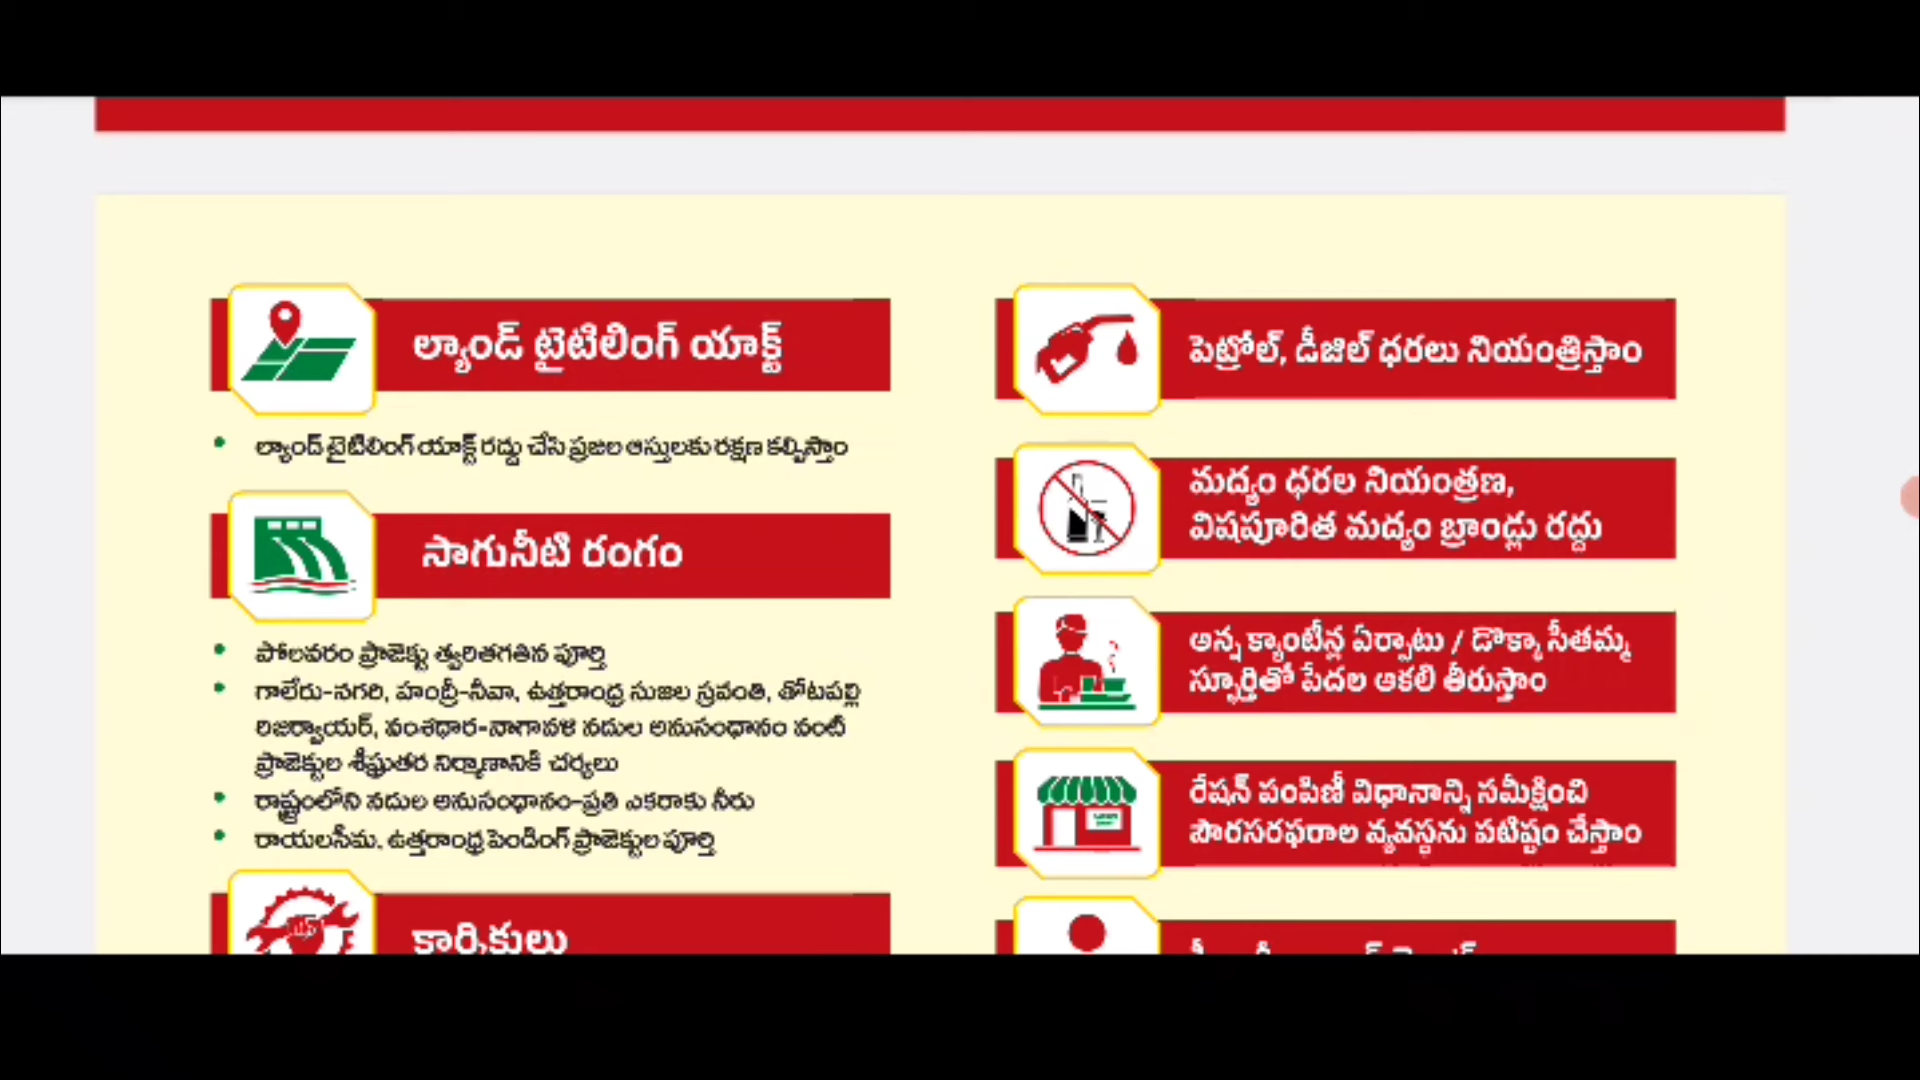 ల్యాండ్ టైటిలింగ్ యాక్ట్
ల్యాండ్ టైటిలింగ్ యాక్ట్ రద్దు చేసి ప్రజల ఆస్తులకు రక్షణ కల్పిస్తాం
సాగునీటి రంగం
పోలవరం ప్రాజెక్టు త్వరితగతిన పూర్తి
గాలేరు-నగరి, హంద్రీ-నీవా, ఉత్తరాంధ్ర సుజల స్రవంతి, తోటపల్లి
రిజర్వాయర్, వంశధార-నాగావళి నదుల అనుసంధానం వంటి
ప్రాజెక్టుల శీఘ్రతర నిర్మాణానికి చర్యలు
రాష్ట్రంలోని నదుల అనుసంధానం-ప్రతి ఎకరాకు నీరు
రాయలసీమ, ఉత్తరాంధ్ర పెండింగ్ ప్రాజెక్టుల పూర్తి
కార్మికులు
పెట్రోల్, డీజిల్ ధరలు నియంత్రిస్తాం
మద్యం ధరల నియంత్రణ,
విషపూరిత మద్యం బ్రాండ్లు రద్దు
అన్న క్యాంటీన్ల ఏర్పాటు / డొక్కా సీతమ్మ
స్ఫూర్తితో పేదల ఆకలి తీరుస్తాం
రేషన్ పంపిణీ విధానాన్ని సమీక్షించి
పౌరసరఫరాల వ్యవస్థను పటిష్టం చేస్తాం